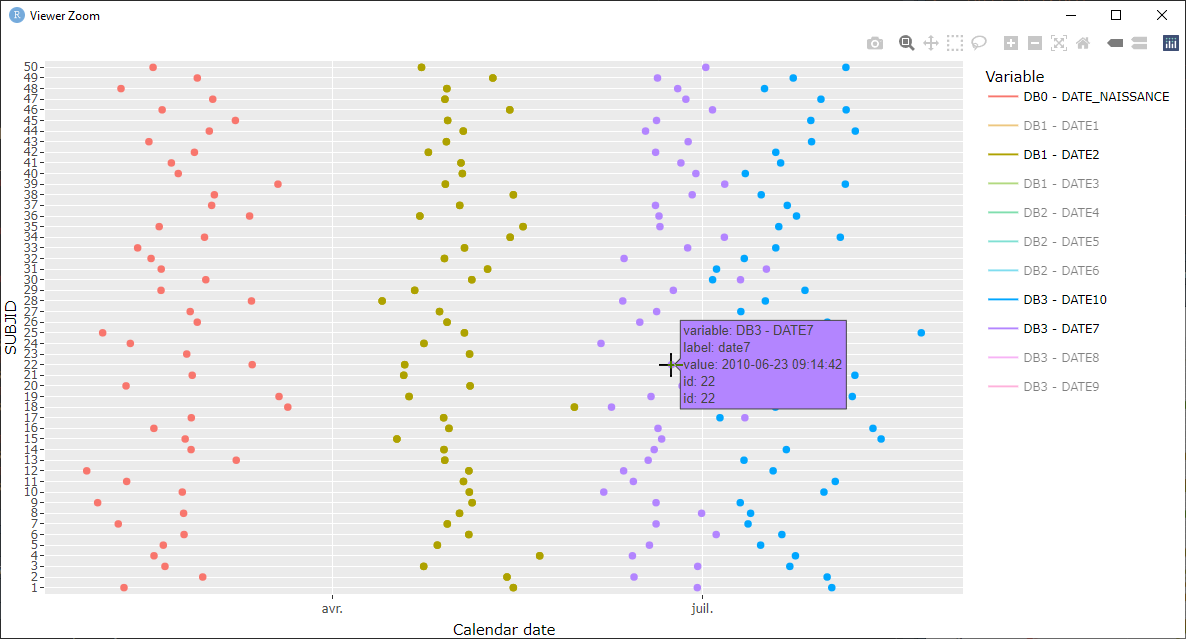 R Viewer Zoom
Variable
DB0 - DATE_NAISSANCE
DB1 - DATE1
DB1 - DATE2
DB1 - DATE3
DB2 - DATE4
DB2 - DATE5
DB2 - DATE6
DB3 - DATE10
DB3 - DATE7
DB3 - DATE8
DB3 - DATE9
SUBJID
50
49
48
47
46
45
44
43
42
41
40
39
38
37
36
35
34
33
32
31
30
29
28
27
26
25
24
23
22
21
20
19
18
17
16
15
14
13
12
11
10
9
8
7
6
5
4
3
2
1
variable: DB3 - DATE7
label: date7
value: 2010-06-23 09:14:42
id: 22
id: 22
avr.
juil.
Calendar date